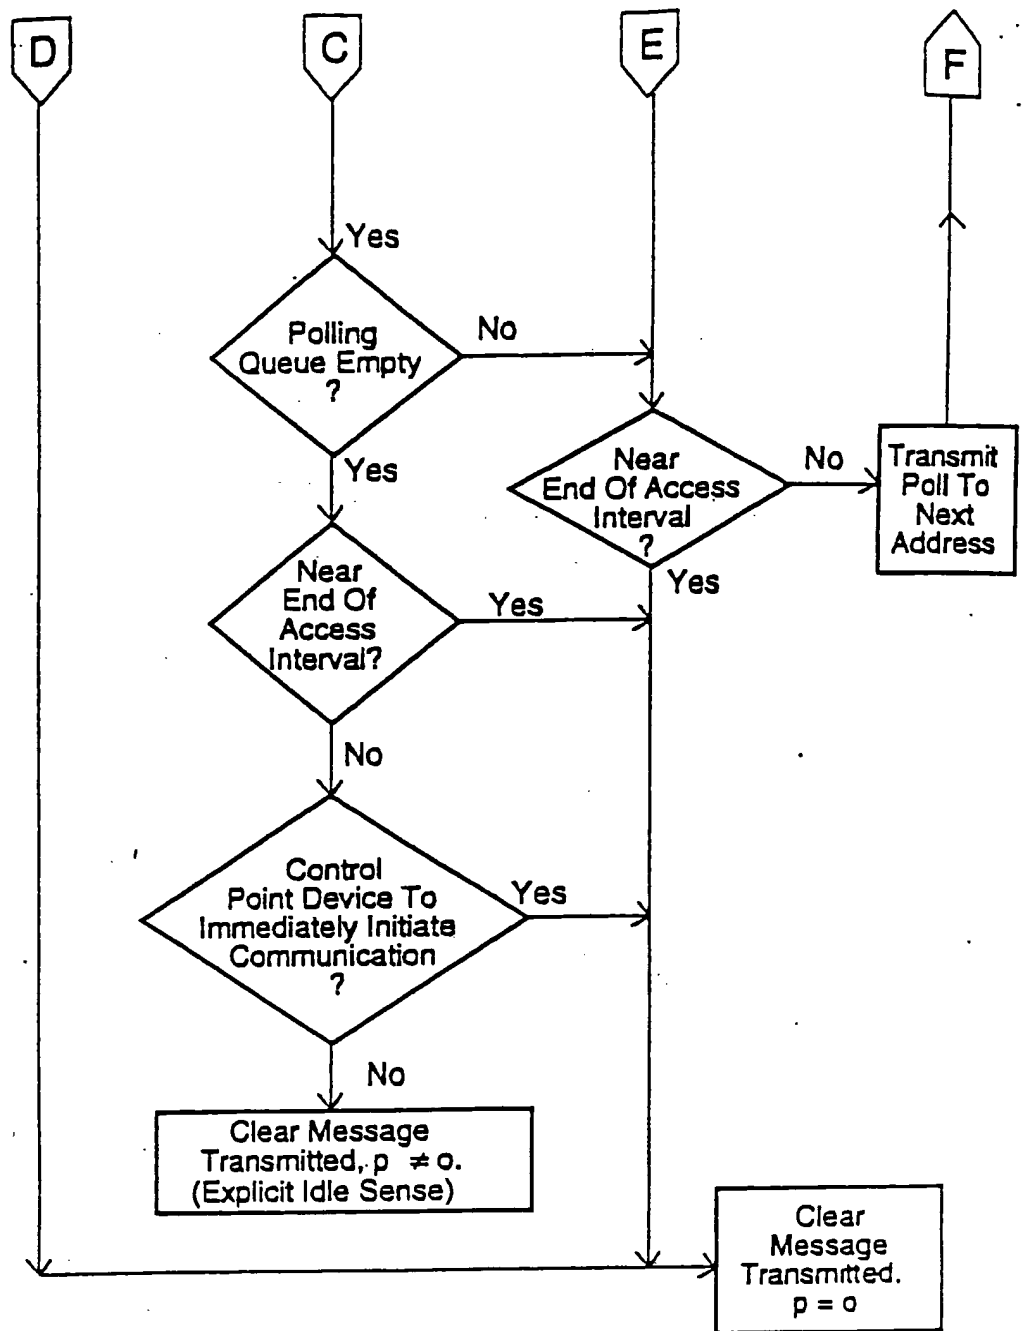 D
C
E
F
Yes
Polling
Queue Empty
?
No
Yes
Near
End Of Access
Interval
?
No
Transmit
Poll To
Next
Address
Yes
Near
End Of
Access
Interval?
Yes
No
Control
Point Device To
Immediately Initiate
Communication
?
Yes
No
Clear Message
Transmitted, p ≠ o.
(Explicit Idle Sense)
Clear
Message
Transmitted.
p = o